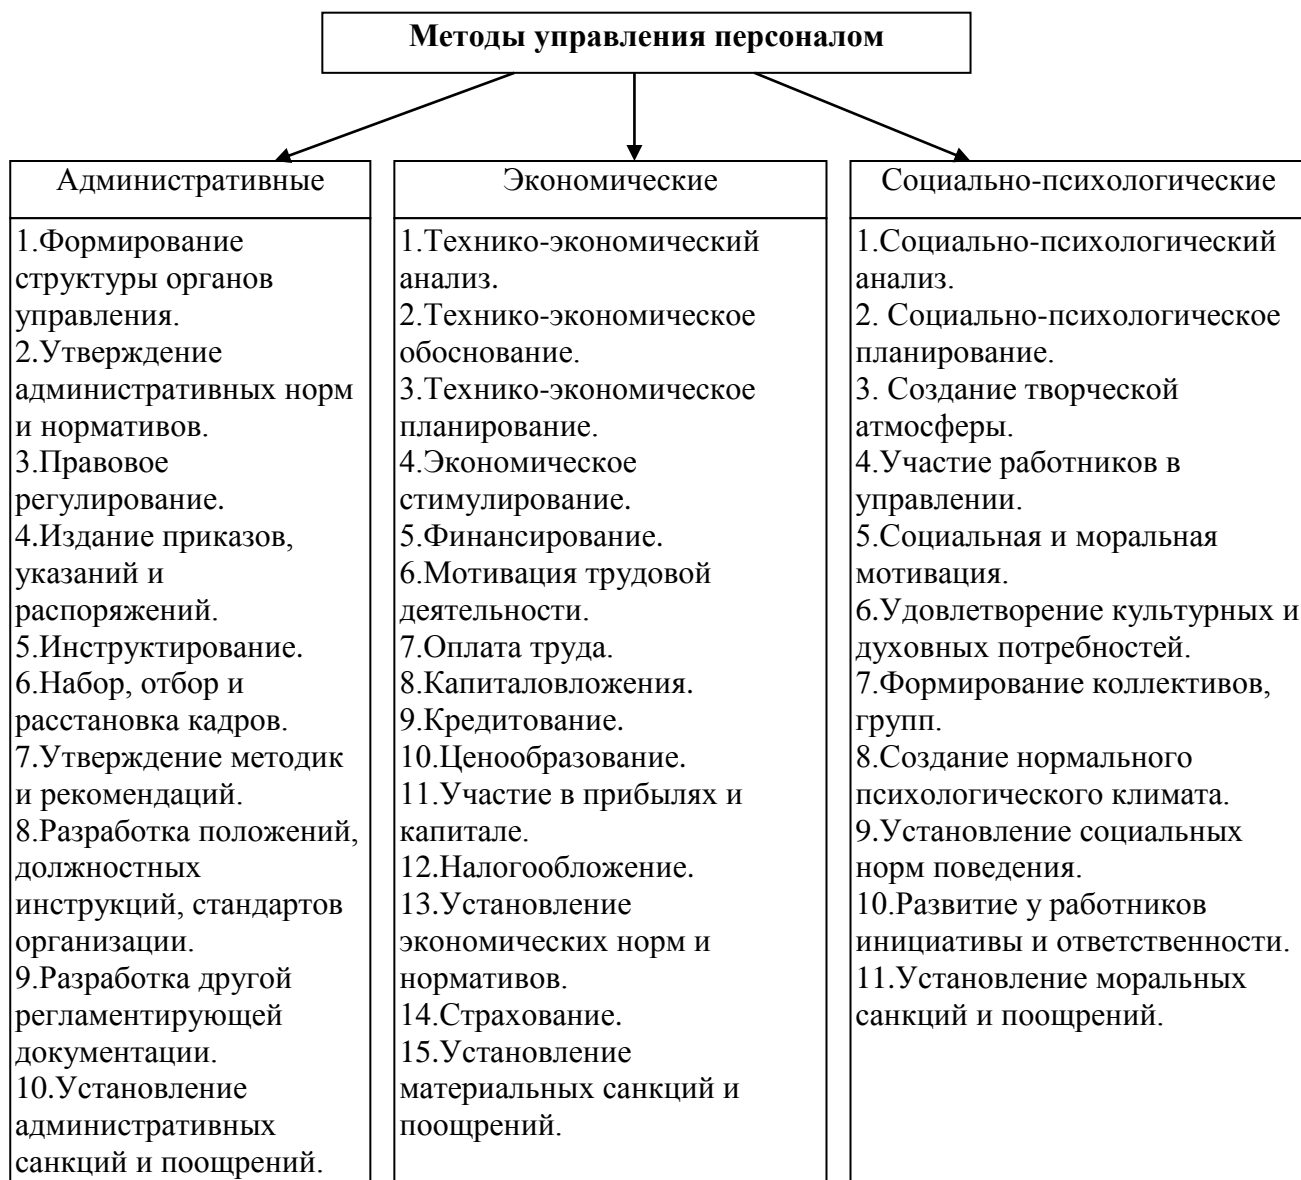 Методы управления персоналом
Административные
1.Формирование
структуры органов
управления.
2.Утверждение
административных норм
и нормативов.
3.Правовое
регулирование.
4.Издание приказов,
указаний и
распоряжений.
5.Инструктирование.
6.Набор, отбор и
расстановка кадров.
7.Утверждение методик
и рекомендаций.
8.Разработка положений,
должностных
инструкций, стандартов
организации.
9.Разработка другой
регламентирующей
документации.
10.Установление
административных
санкций и поощрений.
Экономические
1.Технико-экономический
анализ.
2.Технико-экономическое
обоснование.
3.Технико-экономическое
планирование.
4.Экономическое
стимулирование.
5.Финансирование.
6.Мотивация трудовой
деятельности.
7.Оплата труда.
8.Капиталовложения.
9.Кредитование.
10.Ценообразование.
11.Участие в прибылях и
капитале.
12.Налогообложение.
13.Установление
экономических норм и
нормативов.
14.Страхование.
15.Установление
материальных санкций и
поощрений.
Социально-психологические
1.Социально-психологический
анализ.
2. Социально-психологическое
планирование.
3. Создание творческой
атмосферы.
4.Участие работников в
управлении.
5.Социальная и моральная
мотивация.
6.Удовлетворение культурных и
духовных потребностей.
7.Формирование коллективов,
групп.
8.Создание нормального
психологического климата.
9.Установление социальных
норм поведения.
10.Развитие у работников
инициативы и ответственности.
11.Установление моральных
санкций и поощрений.